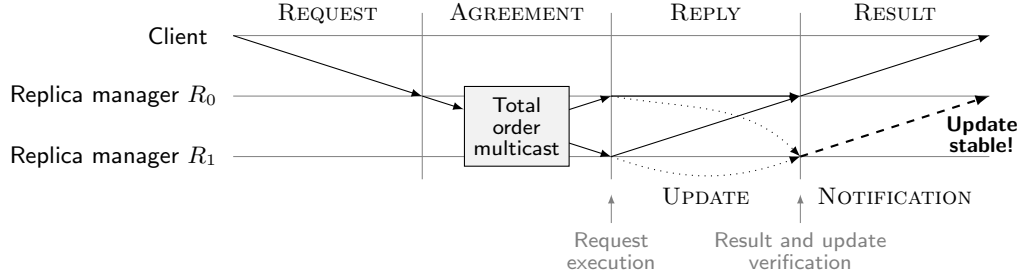 REQUEST AGREEMENT REPLY RESULT
Client
Replica manager R0
Total
order
multicast
Update
stable!
Replica manager R1
UPDATE NOTIFICATION
Request
execution
Result and update
verification